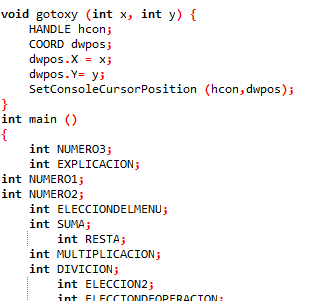 void gotoxy (int x, int y) {
HANDLE hcon;
COORD dwpos;
dwpos.X = x;
dwpos.Y= y;
SetConsoleCursorPosition (hcon,dwpos);
}
int main ()
{
int NUMERO3;
int EXPLICACION;
int NUMERO1;
int NUMERO2;
int ELECCIONDELMENU;
int SUMA;
int RESTA;
int MULTIPLICACION;
int DIVICION;
int ELECCION2;
int ELECCIONDEOPERACION;